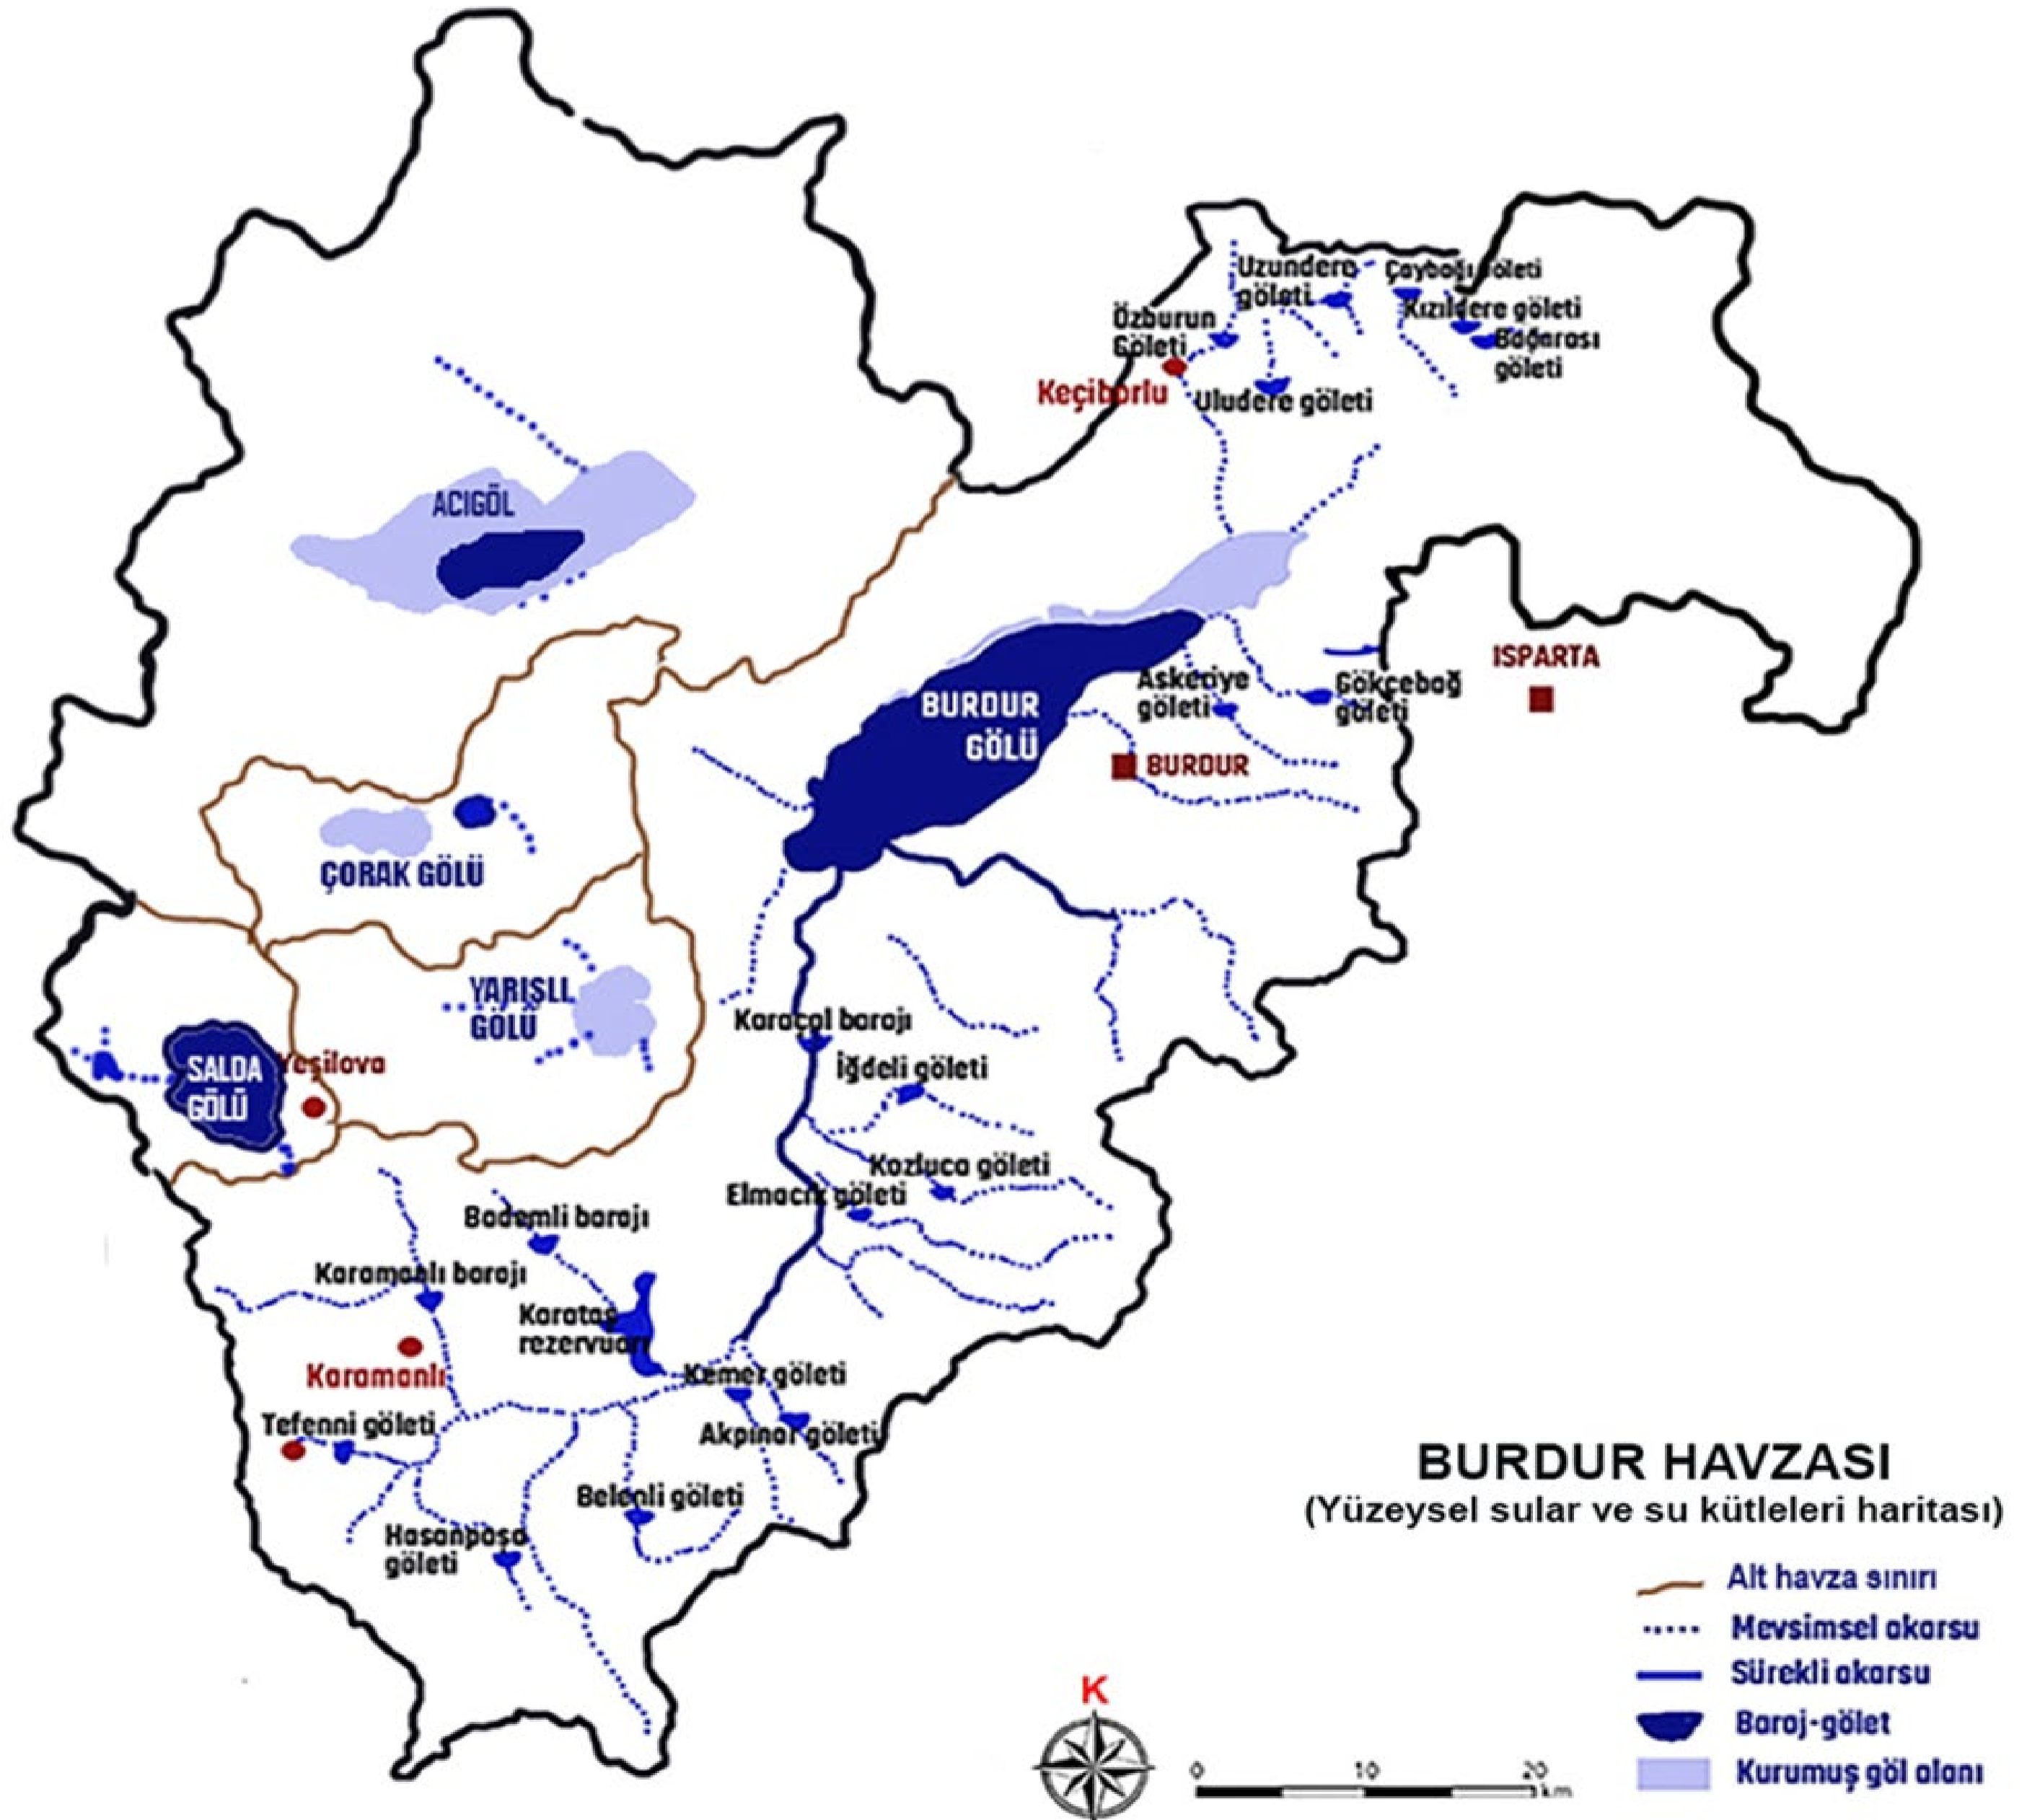 Uzundere
göleti
Çayboğı göleti
Kızıldere göleti
Özburun
Göleti
Bağarası
göleti
Keçiborlu
Uludere göleti
ACIGÖL
ISPARTA
Askeriye
göleti
Gökçebağ
göleti
BURDUR
GÖLÜ
BURDUR
ÇORAK GÖLÜ
YARIŞLI
GÖLÜ
Karaçal barajı
İğdeli göleti
Yeşilova
SALDA
GÖLÜ
Kozluca göleti
Elmacık göleti
Bademli barajı
Karamanlı barajı
Karataş
rezervuarı
Karamanlı
Kemer göleti
Tefenni göleti
Akpınar göleti
Belenli göleti
Hasanpaşa
göleti
BURDUR HAVZASI
(Yüzeysel sular ve su kütleleri haritası)
Alt havza sınırı
Mevsimsel akarsu
Sürekli akarsu
Baraj-gölet
Kurumuş göl alanı
K
0 10 20 km